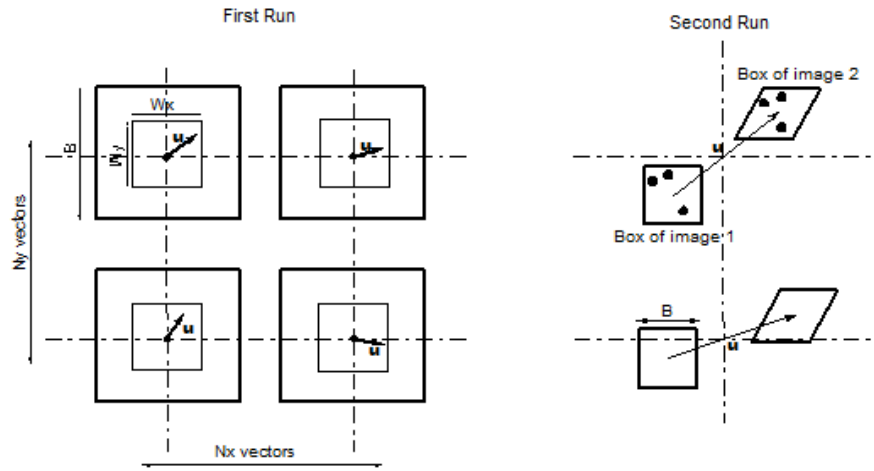 First Run
Second Run
Box of image 2
Wx
u
u
Wy
B
u
Box of image 1
Ny vectors
B
u
u
u
Nx vectors